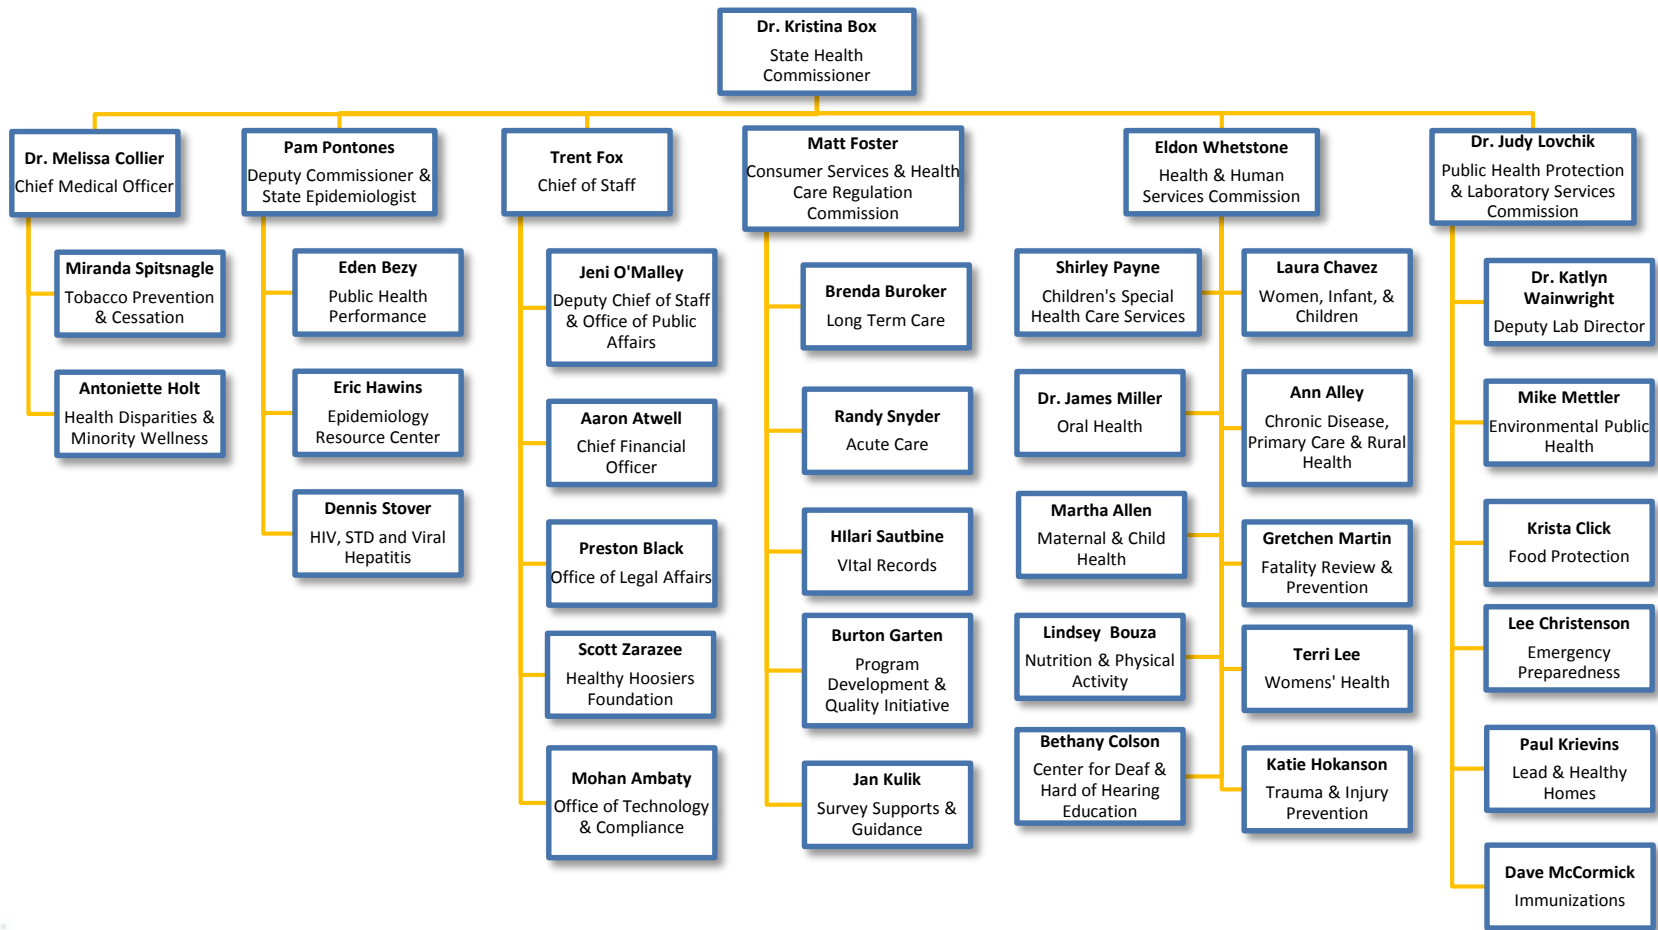 Dr. Kristina Box
State Health
Commissioner
Dr. Melissa Collier
Chief Medical Officer
Miranda Spitsnagle
Tobacco Prevention
& Cessation
Antoniette Holt
Health Disparities &
Minority Wellness
Pam Pontones
Deputy Commissioner &
State Epidemiologist
Eden Bezy
Public Health
Performance
Eric Hawins
Epidemiology
Resource Center
Dennis Stover
HIV, STD and Viral
Hepatitis
Trent Fox
Chief of Staff
Jeni O'Malley
Deputy Chief of Staff
& Office of Public
Affairs
Aaron Atwell
Chief Financial
Officer
Preston Black
Office of Legal Affairs
Scott Zarazee
Healthy Hoosiers
Foundation
Mohan Ambaty
Office of Technology
& Compliance
Matt Foster
Consumer Services & Health
Care Regulation
Commission
Brenda Buroker
Long Term Care
Randy Snyder
Acute Care
HIlari Sautbine
VItal Records
Burton Garten
Program
Development &
Quality Initiative
Jan Kulik
Survey Supports &
Guidance
Eldon Whetstone
Health & Human
Services Commission
Shirley Payne
Children's Special
Health Care Services
Laura Chavez
Women, Infant, &
Children
Dr. James Miller
Oral Health
Ann Alley
Chronic Disease,
Primary Care & Rural
Health
Martha Allen
Maternal & Child
Health
Gretchen Martin
Fatality Review &
Prevention
Lindsey Bouza
Nutrition & Physical
Activity
Terri Lee
Womens' Health
Bethany Colson
Center for Deaf &
Hard of Hearing
Education
Katie Hokanson
Trauma & Injury
Prevention
Dr. Judy Lovchik
Public Health Protection
& Laboratory Services
Commission
Dr. Katlyn
Wainwright
Deputy Lab Director
Mike Mettler
Environmental Public
Health
Krista Click
Food Protection
Lee Christenson
Emergency
Preparedness
Paul Krievins
Lead & Healthy
Homes
Dave McCormick
Immunizations